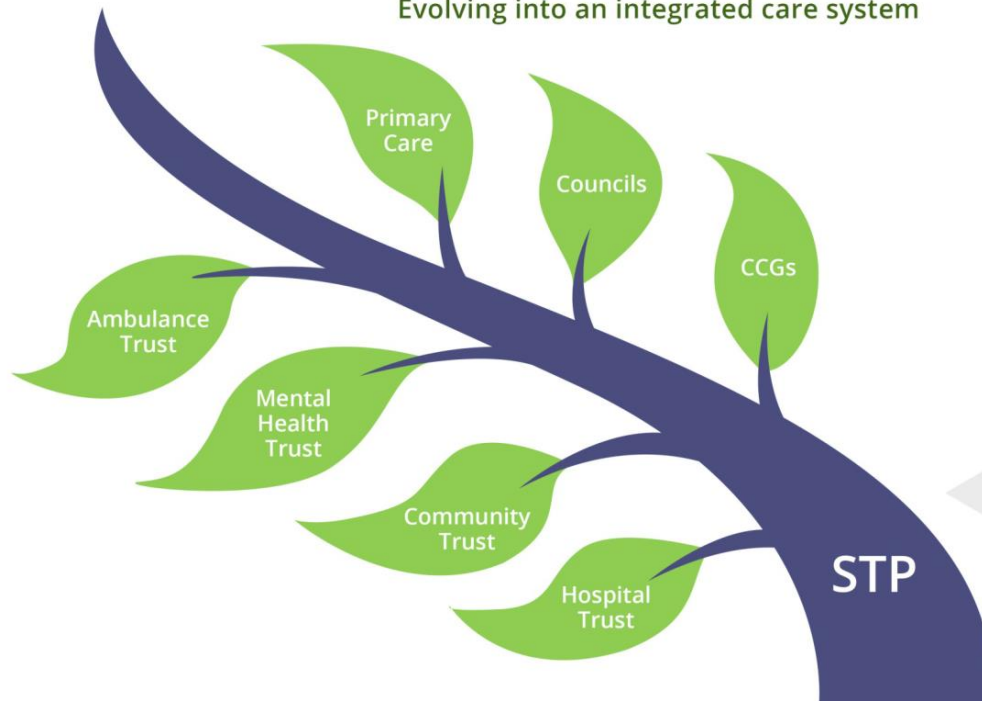 Evolving into an integrated care system
Primary
Care
Councils
CCGs
Ambulance
Trust
Mental
Health
Trust
Community
Trust
Hospital
Trust
STP